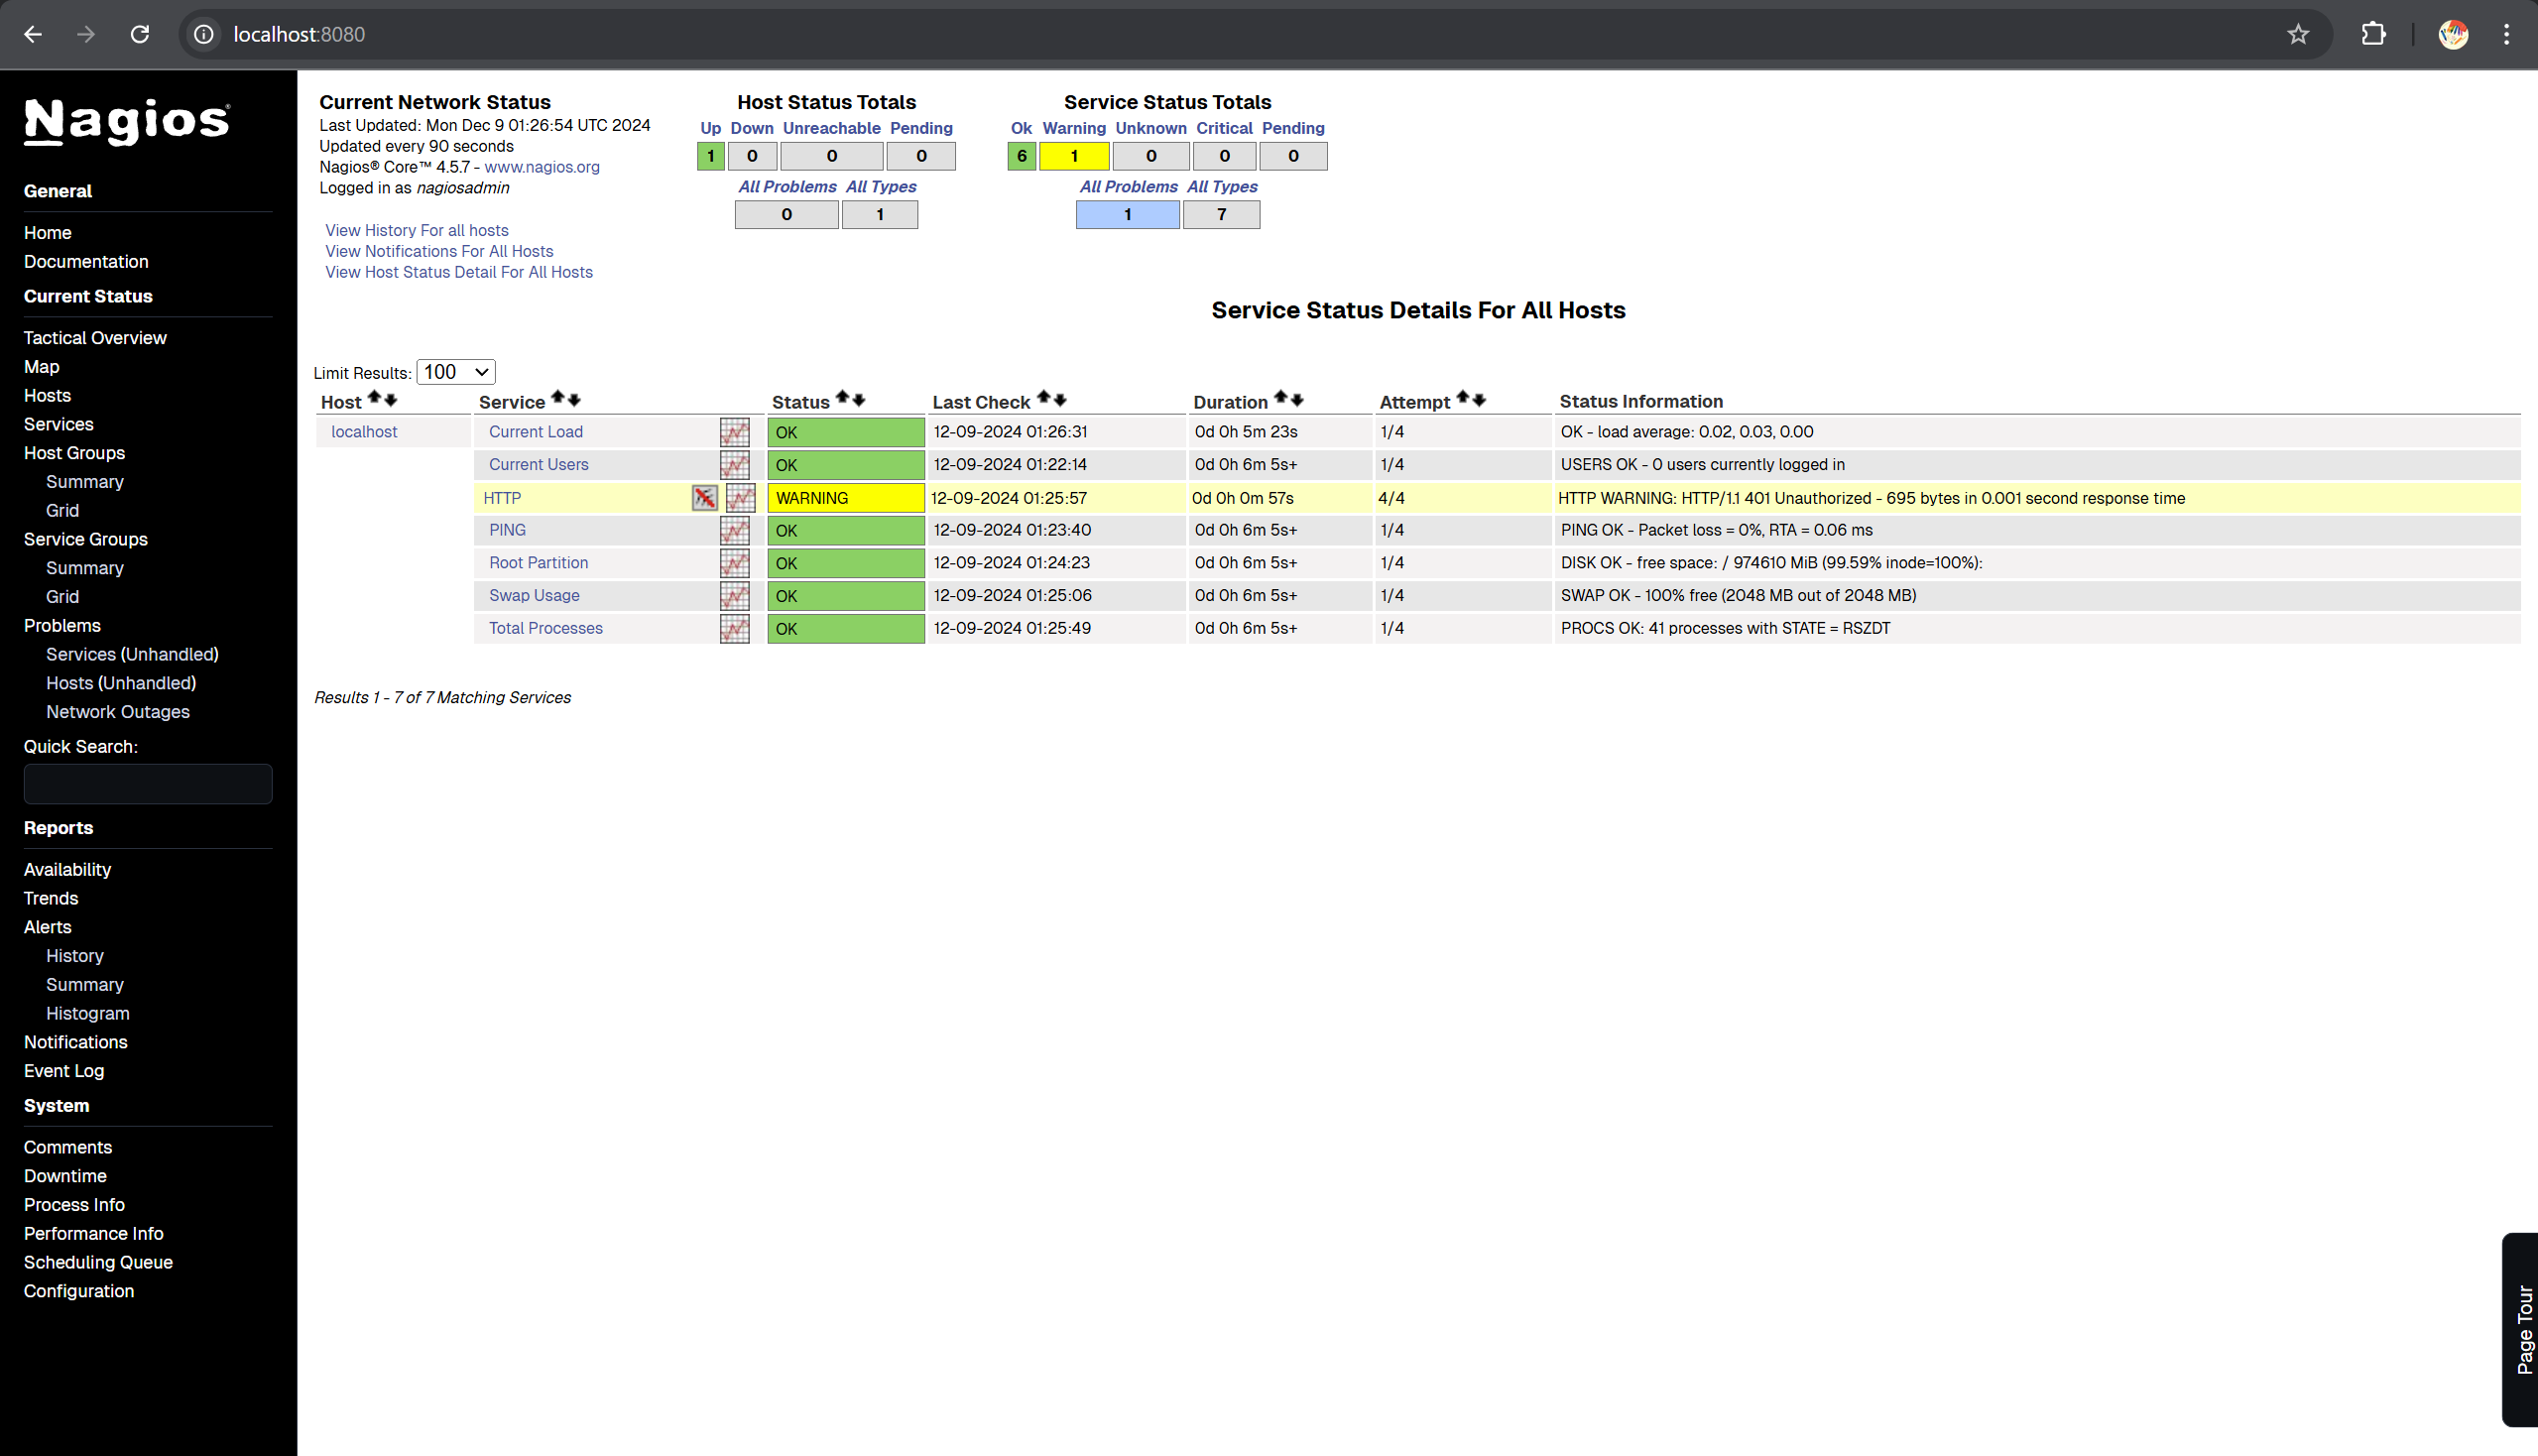 localhost:8080
Nagios®
General
Home
Documentation
Current Status
Tactical Overview
Map
Hosts
Services
Host Groups
Summary
Grid
Service Groups
Summary
Grid
Problems
Services (Unhandled)
Hosts (Unhandled)
Network Outages
Quick Search:
Reports
Availability
Trends
Alerts
History
Summary
Histogram
Notifications
Event Log
System
Comments
Downtime
Process Info
Performance Info
Scheduling Queue
Configuration
Current Network Status
Last Updated: Mon Dec 9 01:26:54 UTC 2024
Updated every 90 seconds
Nagios® Core™ 4.5.7 - www.nagios.org
Logged in as nagiosadmin
View History For all hosts
View Notifications For All Hosts
View Host Status Detail For All Hosts
Host Status Totals
Up Down Unreachable Pending
1 0 0 0
All Problems All Types
0 1
Service Status Totals
Ok Warning Unknown Critical Pending
6 1 0 0 0
All Problems All Types
1 7
Service Status Details For All Hosts
Limit Results: 100
Host Service Status Last Check Duration Attempt Status Information
localhost Current Load OK 12-09-2024 01:26:31 0d 0h 5m 23s 1/4 OK - load average: 0.02, 0.03, 0.00
Current Users OK 12-09-2024 01:22:14 0d 0h 6m 5s+ 1/4 USERS OK - 0 users currently logged in
HTTP WARNING 12-09-2024 01:25:57 0d 0h 0m 57s 4/4 HTTP WARNING: HTTP/1.1 401 Unauthorized - 695 bytes in 0.001 second response time
PING OK 12-09-2024 01:23:40 0d 0h 6m 5s+ 1/4 PING OK - Packet loss = 0%, RTA = 0.06 ms
Root Partition OK 12-09-2024 01:24:23 0d 0h 6m 5s+ 1/4 DISK OK - free space: / 974610 MiB (99.59% inode=100%):
Swap Usage OK 12-09-2024 01:25:06 0d 0h 6m 5s+ 1/4 SWAP OK - 100% free (2048 MB out of 2048 MB)
Total Processes OK 12-09-2024 01:25:49 0d 0h 6m 5s+ 1/4 PROCS OK: 41 processes with STATE = RSZDT
Results 1 - 7 of 7 Matching Services
Page Tour